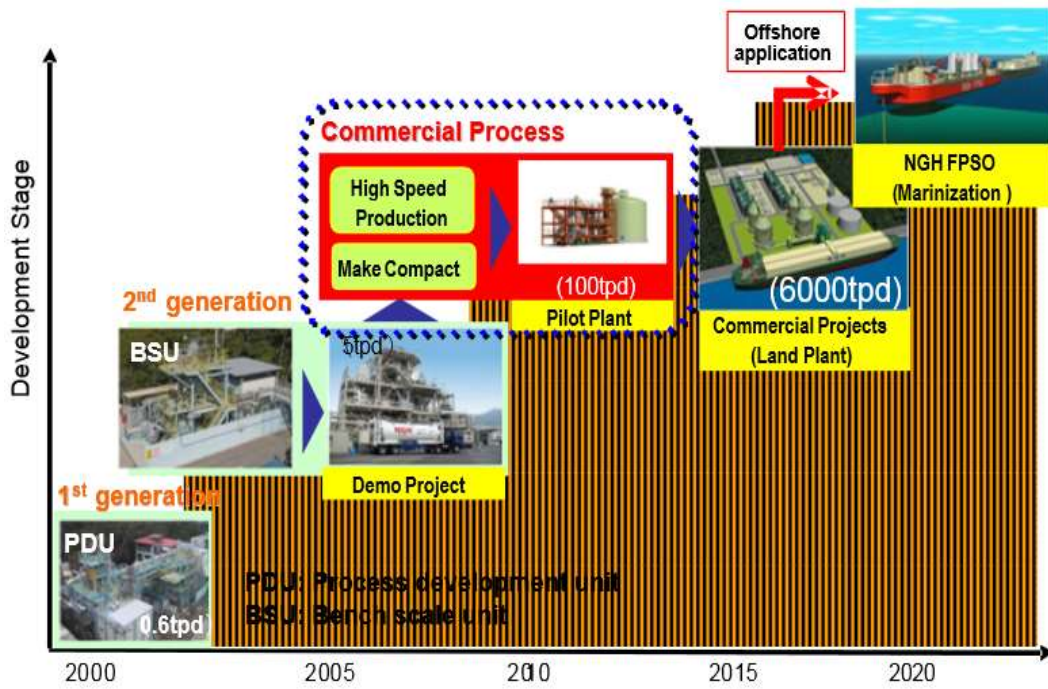 Offshore
application
Commercial Process
High Speed
Production
Make Compact
(100tpd)
Pilot Plant
NGH FPSO
(Marinization )
(6000tpd)
Commercial Projects
(Land Plant)
2nd generation
BSU
5tpd)
Demo Project
1st generation
PDU
0.6tpd)
PDU: Process development unit
BSU: Bench scale unit
Development Stage
2000
2005
2010
2015
2020